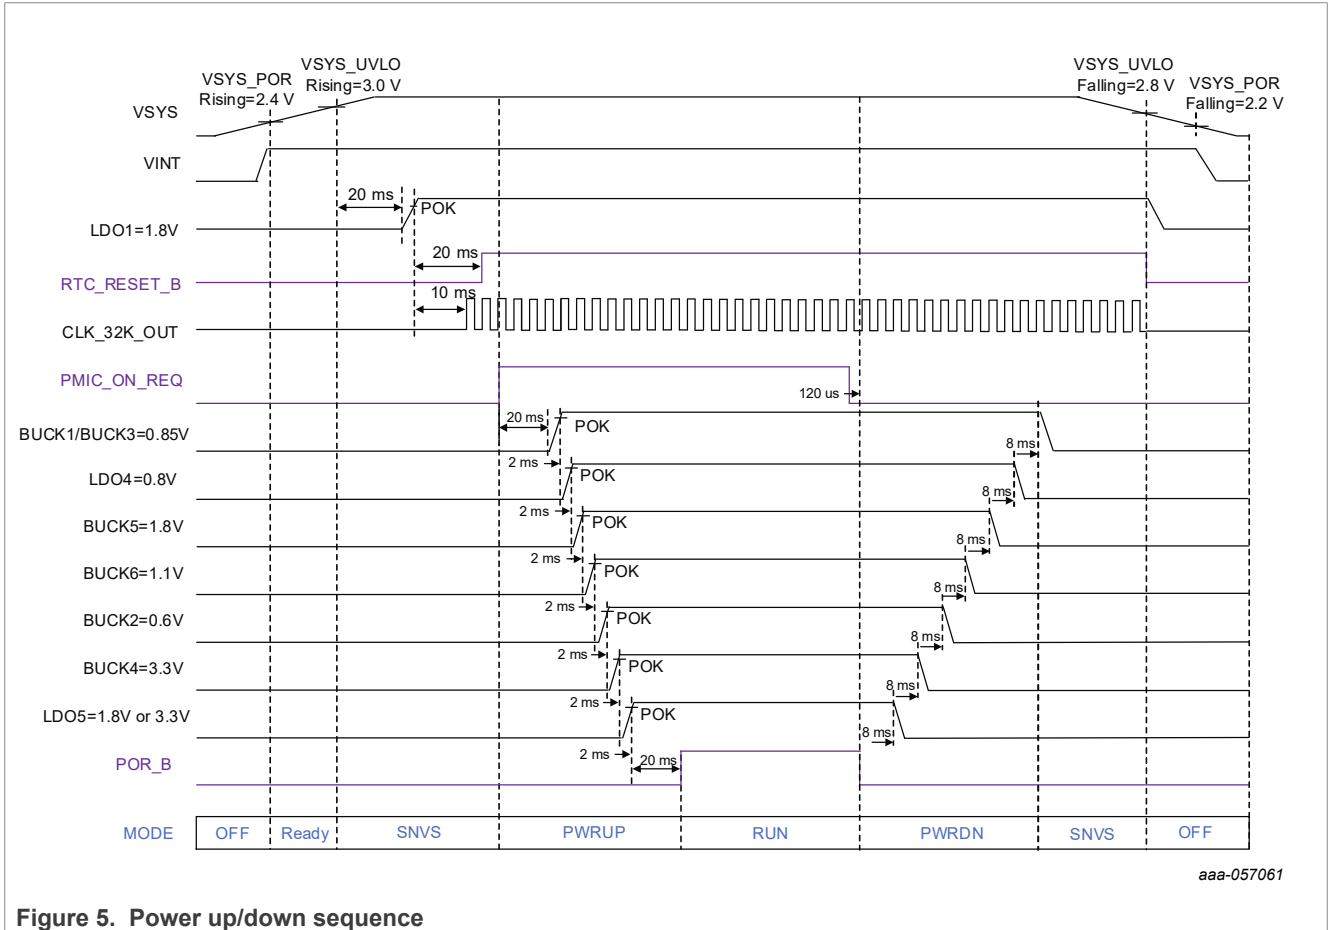 VSYS_UVLO
Rising=3.0 V
VSYS_POR
Rising=2.4 V
VSYS_UVLO
Falling=2.8 V
VSYS_POR
Falling=2.2 V
VSYS
VINT
20 ms
POK
LDO1=1.8V
20 ms
RTC_RESET_B
10 ms
CLK_32K_OUT
PMIC_ON_REQ
120 us
20 ms
POK
BUCK1/BUCK3=0.85V
8 ms
2 ms
POK
LDO4=0.8V
8 ms
2 ms
POK
BUCK5=1.8V
8 ms
2 ms
POK
BUCK6=1.1V
8 ms
2 ms
POK
BUCK2=0.6V
8 ms
2 ms
POK
BUCK4=3.3V
8 ms
2 ms
POK
LDO5=1.8V or 3.3V
8 ms
2 ms
20 ms
POR_B
MODE OFF Ready SNVS PWRUP RUN PWRDN SNVS OFF
aaa-057061
Figure 5. Power up/down sequence